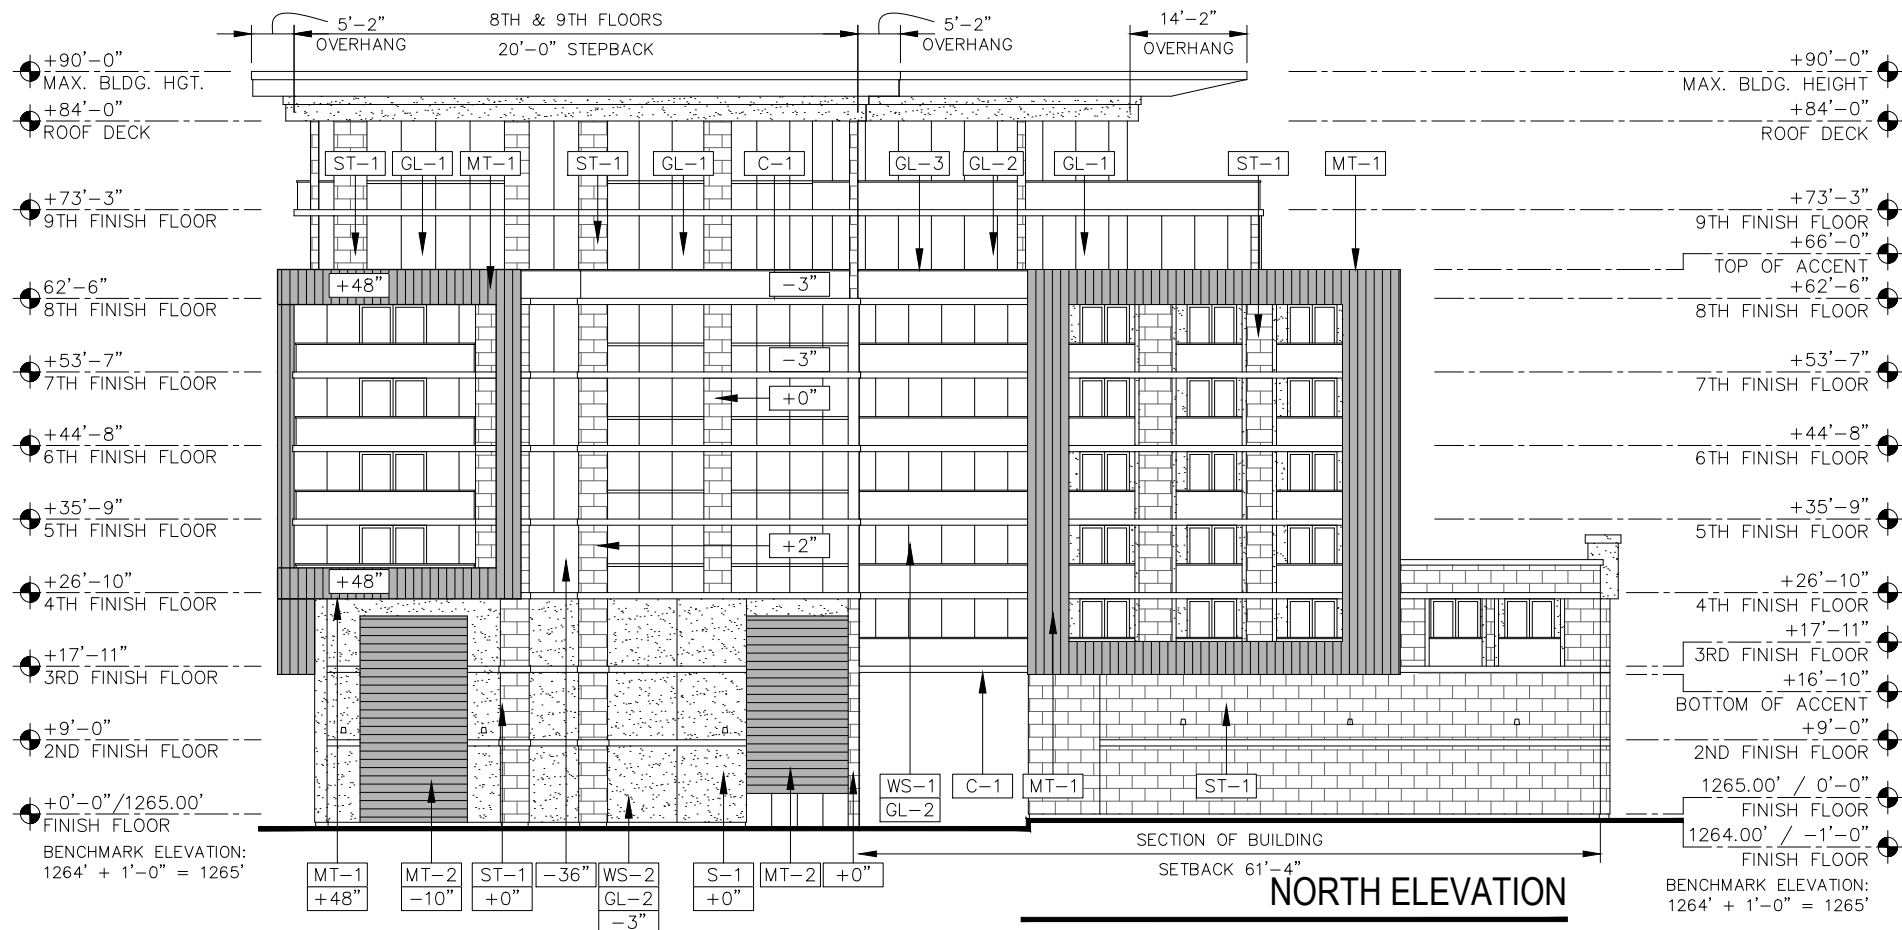 5'-2"
OVERHANG
8TH & 9TH FLOORS
20'-0" STEPBACK
5'-2"
OVERHANG
14'-2"
OVERHANG
+90'-0"
MAX. BLDG. HGT.
+84'-0"
ROOF DECK
+73'-3"
9TH FINISH FLOOR
62'-6"
8TH FINISH FLOOR
+53'-7"
7TH FINISH FLOOR
+44'-8"
6TH FINISH FLOOR
+35'-9"
5TH FINISH FLOOR
+26'-10"
4TH FINISH FLOOR
+17'-11"
3RD FINISH FLOOR
+9'-0"
2ND FINISH FLOOR
+0'-0"/1265.00'
FINISH FLOOR
BENCHMARK ELEVATION:
1264' + 1'-0" = 1265'
ST-1
GL-1
MT-1
ST-1
GL-1
C-1
GL-3
GL-2
GL-1
ST-1
MT-1
+48"
-3"
-3"
+0"
+2"
+48"
WS-1
GL-2
C-1
MT-1
ST-1
MT-1
+48"
MT-2
-10"
ST-1
+0"
-36"
WS-2
GL-2
-3"
S-1
+0"
MT-2
+0"
SECTION OF BUILDING
SETBACK 61'-4"
NORTH ELEVATION
+90'-0"
MAX. BLDG. HEIGHT
+84'-0"
ROOF DECK
+73'-3"
9TH FINISH FLOOR
+66'-0"
TOP OF ACCENT
+62'-6"
8TH FINISH FLOOR
+53'-7"
7TH FINISH FLOOR
+44'-8"
6TH FINISH FLOOR
+35'-9"
5TH FINISH FLOOR
+26'-10"
4TH FINISH FLOOR
+17'-11"
3RD FINISH FLOOR
+16'-10"
BOTTOM OF ACCENT
+9'-0"
2ND FINISH FLOOR
1265.00' / 0'-0"
FINISH FLOOR
1264.00' / -1'-0"
FINISH FLOOR
BENCHMARK ELEVATION:
1264' + 1'-0" = 1265'